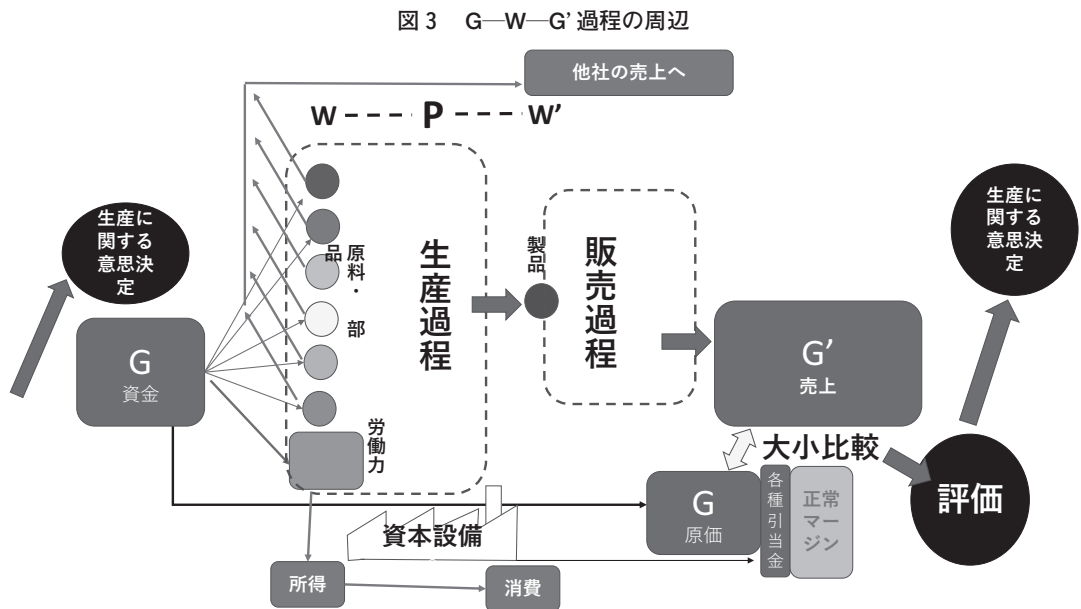 図3 G—W—G’過程の周辺
他社の売上へ
W ---- P ---- W’
生産に
関する
意思決
定
G
資金
原料・部
品
労働力
生産過程
製品
販売過程
G’
売上
生産に
関する
意思決
定
大小比較
評価
G
原価
各種引当金
正常
マー
ジン
資本設備
所得
消費